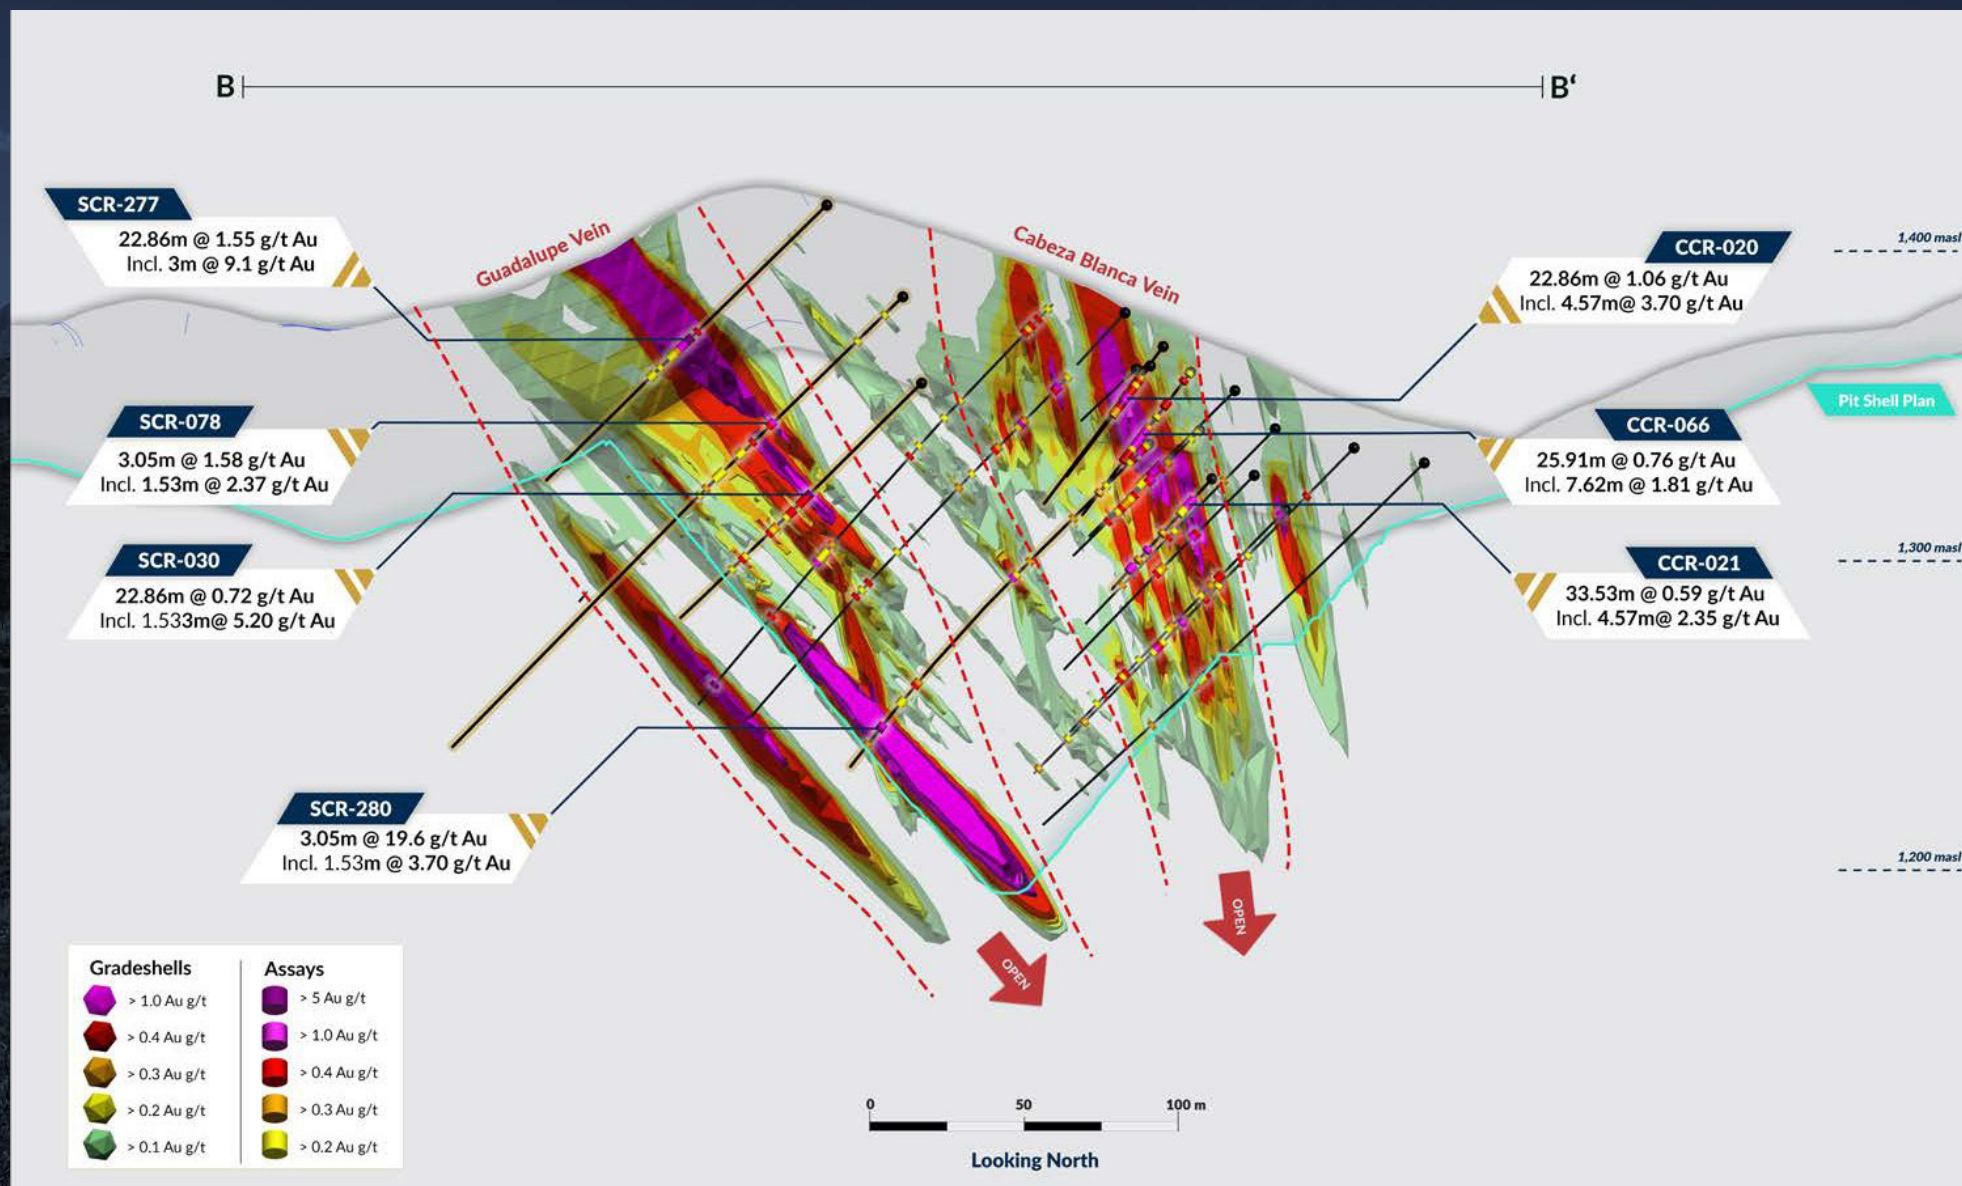 B
B‘
SCR-277
22.86m @ 1.55 g/t Au
Incl. 3m @ 9.1 g/t Au
Guadalupe Vein
Cabeza Blanca Vein
CCR-020
22.86m @ 1.06 g/t Au
Incl. 4.57m@ 3.70 g/t Au
1,400 masl
Pit Shell Plan
SCR-078
3.05m @ 1.58 g/t Au
Incl. 1.53m @ 2.37 g/t Au
CCR-066
25.91m @ 0.76 g/t Au
Incl. 7.62m @ 1.81 g/t Au
SCR-030
22.86m @ 0.72 g/t Au
Incl. 1.533m@ 5.20 g/t Au
1,300 masl
CCR-021
33.53m @ 0.59 g/t Au
Incl. 4.57m@ 2.35 g/t Au
SCR-280
3.05m @ 19.6 g/t Au
Incl. 1.53m @ 3.70 g/t Au
1,200 masl
OPEN
OPEN
Gradeshells
> 1.0 Au g/t
> 0.4 Au g/t
> 0.3 Au g/t
> 0.2 Au g/t
> 0.1 Au g/t
Assays
> 5 Au g/t
> 1.0 Au g/t
> 0.4 Au g/t
> 0.3 Au g/t
> 0.2 Au g/t
0 50 100 m
Looking North